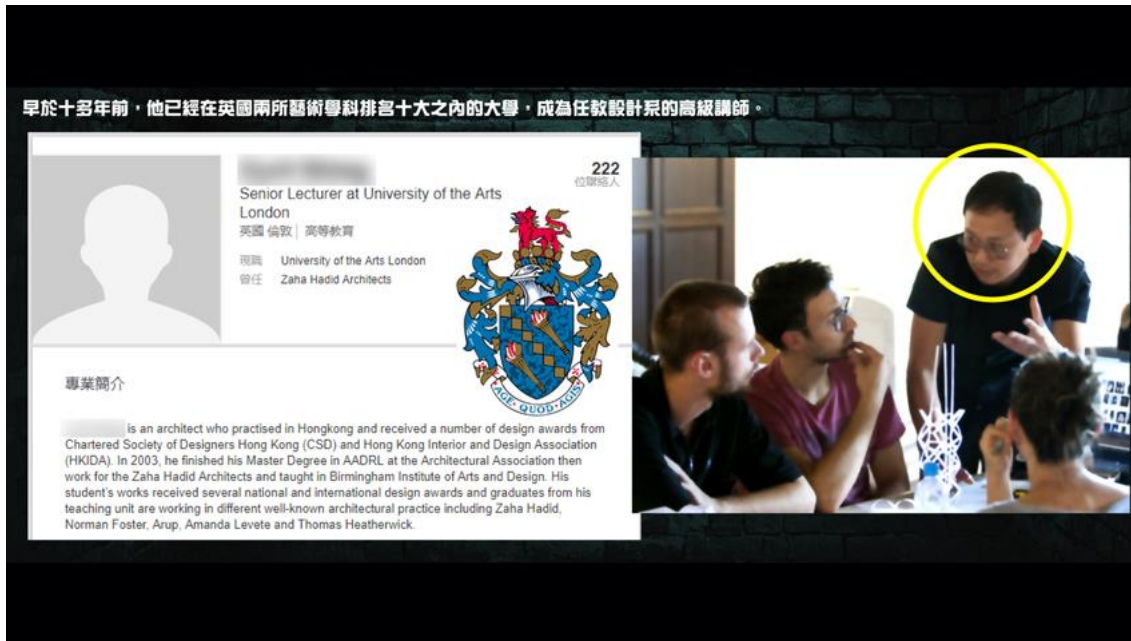 早於十多年前，他已經在英國兩所藝術學科排名十大之內的大學，成為任教設計系的高級講師。
222
位聯絡人
Senior Lecturer at University of the Arts
London
英國 倫敦 | 高等教育
現職 University of the Arts London
曾任 Zaha Hadid Architects
AGE · QUOD · AGIS
專業簡介
is an architect who practised in Hongkong and received a number of design awards from
Chartered Society of Designers Hong Kong (CSD) and Hong Kong Interior and Design Association
(HKIDA). In 2003, he finished his Master Degree in AADRL at the Architectural Association then
work for the Zaha Hadid Architects and taught in Birmingham Institute of Arts and Design. His
student's works received several national and international design awards and graduates from his
teaching unit are working in different well-known architectural practice including Zaha Hadid,
Norman Foster, Arup, Amanda Levete and Thomas Heatherwick.